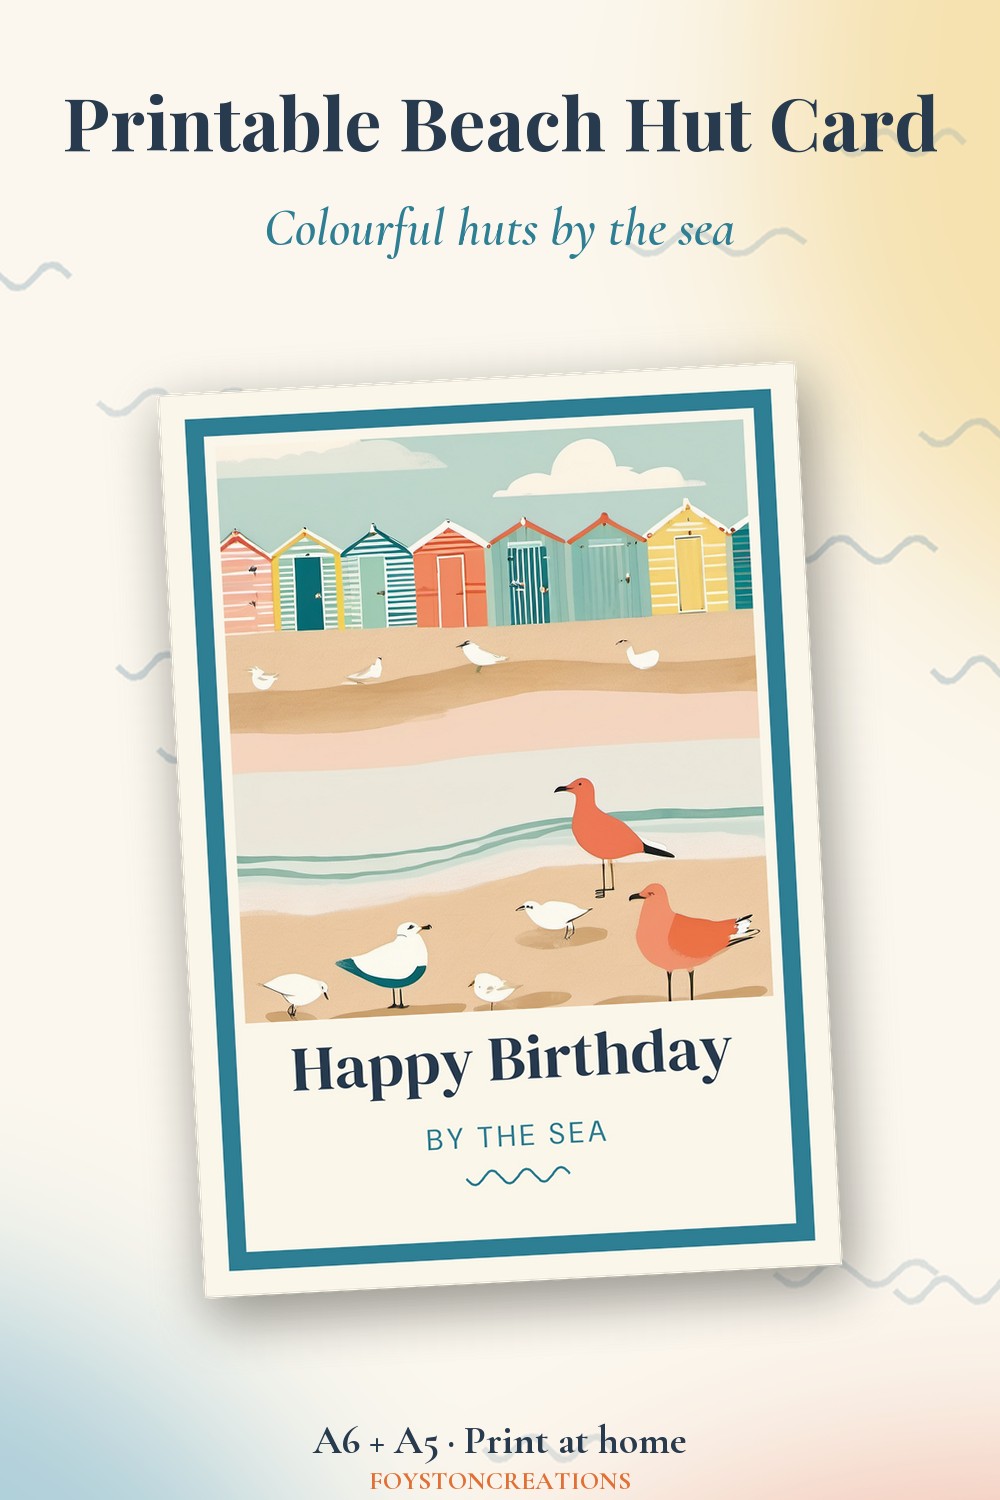 Printable Beach Hut Card
Colourful huts by the sea
Happy Birthday
BY THE SEA
A6 + A5 · Print at home
FOYSTONCREATIONS